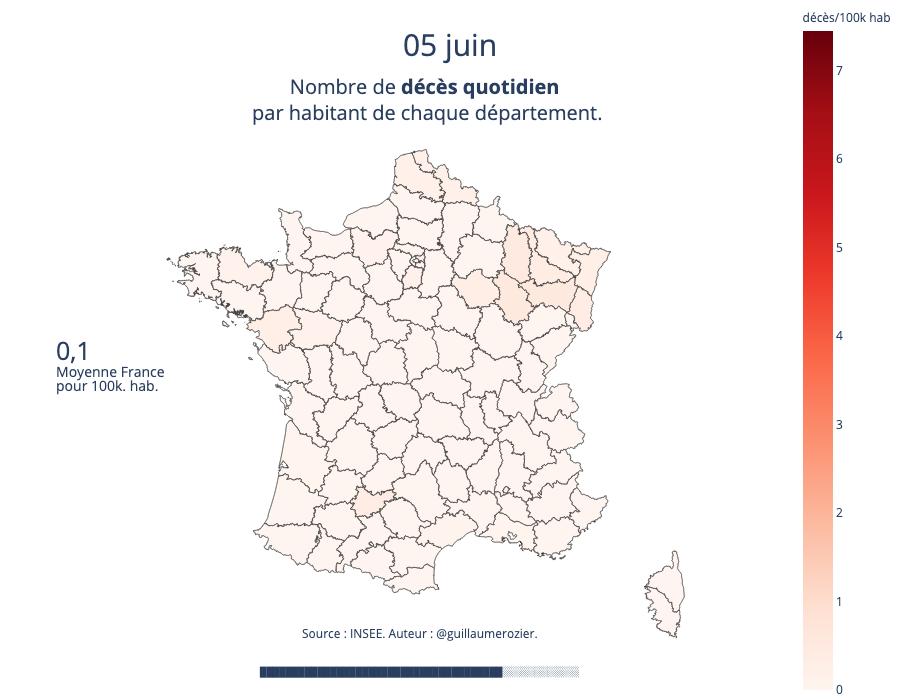 décès/100k hab
05 juin
Nombre de décès quotidien
par habitant de chaque département.
7
6
5
4
3
2
1
0
0,1
Moyenne France
pour 100k. hab.
Source : INSEE. Auteur : @guillaumerozier.